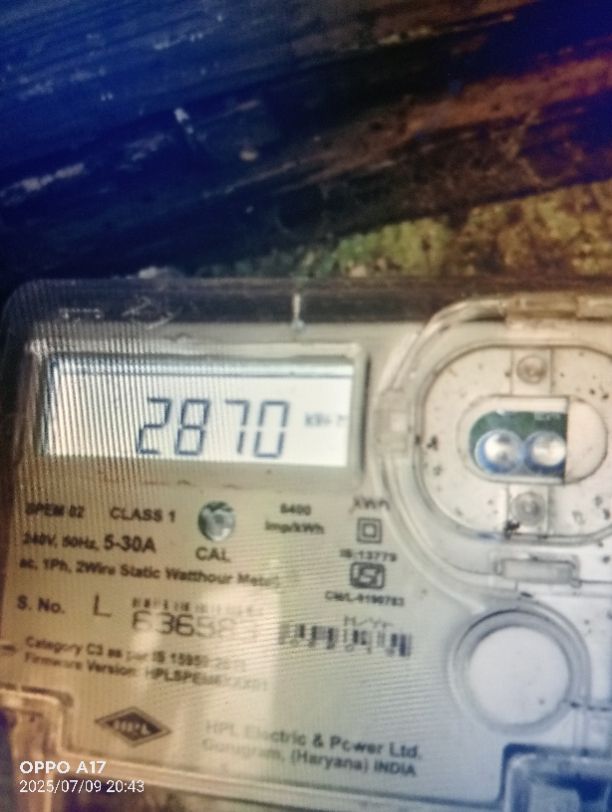 2870 kWh
SPEM 02 CLASS 1
6400
imp/kWh
kWh
240V, 50Hz, 5-30A
CAL
IS:13779
ac, 1Ph, 2Wire Static Watthour Meter
S. No. L
Category C3 as per IS 15959:2011
Firmware Version:
HPL
HPL Electric & Power Ltd.
Gurugram, (Haryana) INDIA
OPPO A17
2025/07/09 20:43